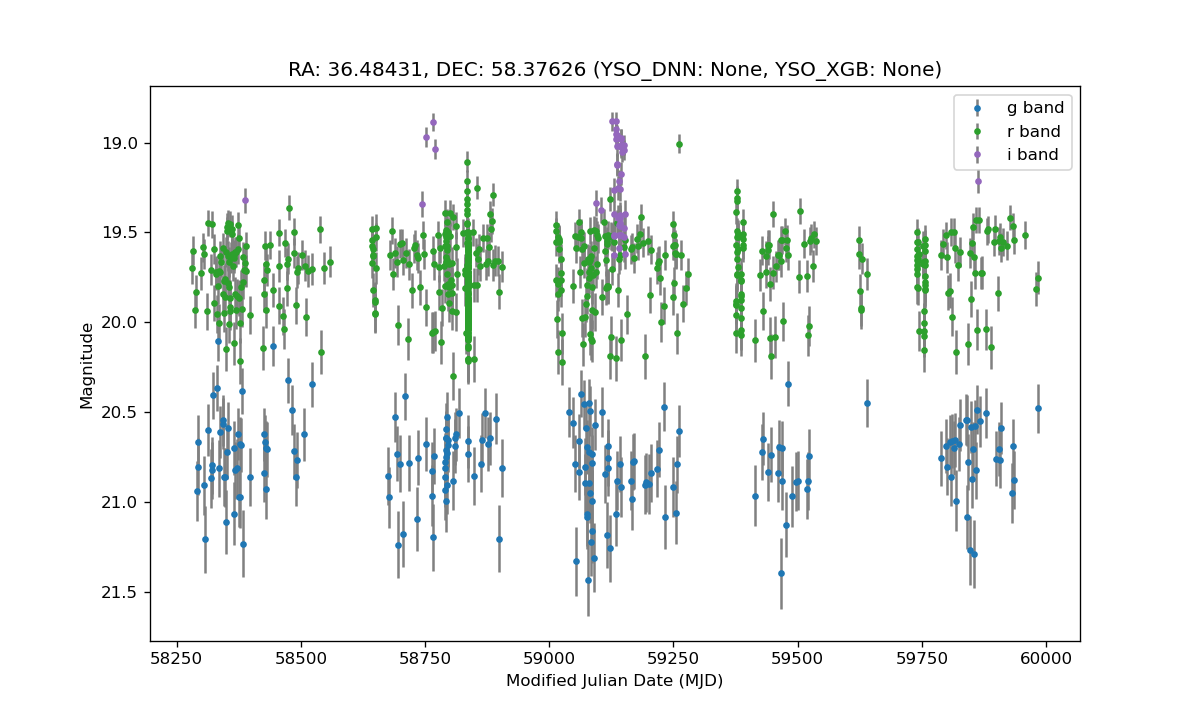 RA: 36.48431, DEC: 58.37626 (YSO_DNN: None, YSO_XGB: None)
g band
r band
i band
19.0
19.5
20.0
20.5
21.0
21.5
Magnitude
58250 58500 58750 59000 59250 59500 59750 60000
Modified Julian Date (MJD)